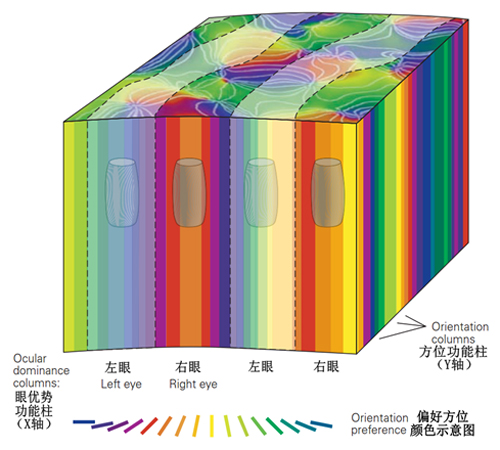 Orientation
columns
方位功能柱
（Y轴）
Ocular
dominance
columns:
眼优势
功能柱
（X轴）
左眼
Left eye
右眼
Right eye
左眼
右眼
Orientation
preference
偏好方位
颜色示意图